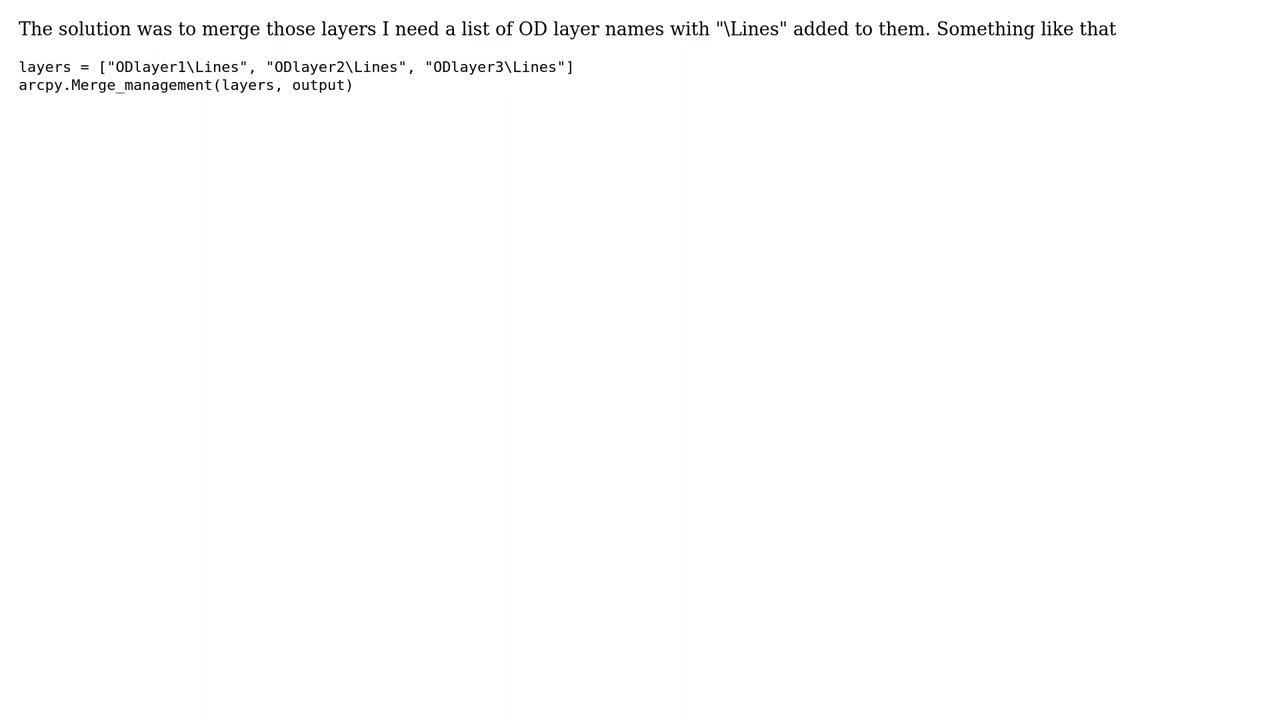 The solution was to merge those layers I need a list of OD layer names with "\Lines" added to them. Something like that
layers = ["ODlayer1\Lines", "ODlayer2\Lines", "ODlayer3\Lines"]
arcpy.Merge_management(layers, output)